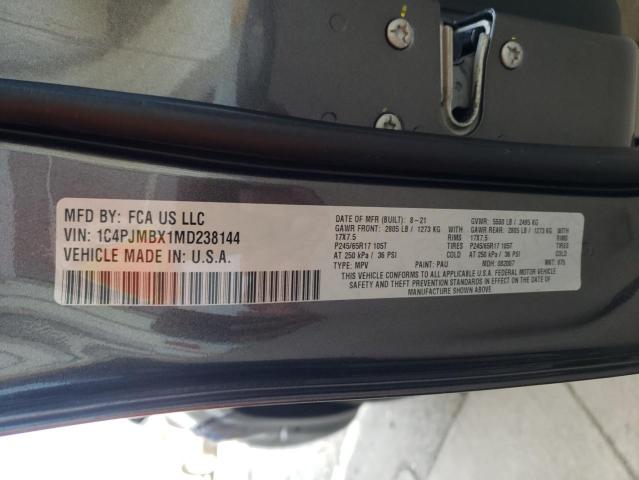 MFD BY: FCA US LLC
VIN: 1C4PJMBX1MD238144
VEHICLE MADE IN: U.S.A.
DATE OF MFR (BUILT): 8-21 GVWR: 5500 LB / 2495 KG
GAWR FRONT: 2805 LB / 1273 KG GAWR REAR: 2805 LB / 1273 KG
17X7.5 RIMS 17X7.5 RIMS
P245/65R17 105T P245/65R17 105T
AT 250 kPa / 36 PSI COLD AT 250 kPa / 36 PSI COLD
TYPE: MPV PAINT: PAU MDH: 082007 MKT: 
THIS VEHICLE CONFORMS TO ALL APPLICABLE U.S.A. FEDERAL MOTOR VEHICLE
SAFETY AND THEFT PREVENTION STANDARDS IN EFFECT ON THE DATE OF
MANUFACTURE SHOWN ABOVE